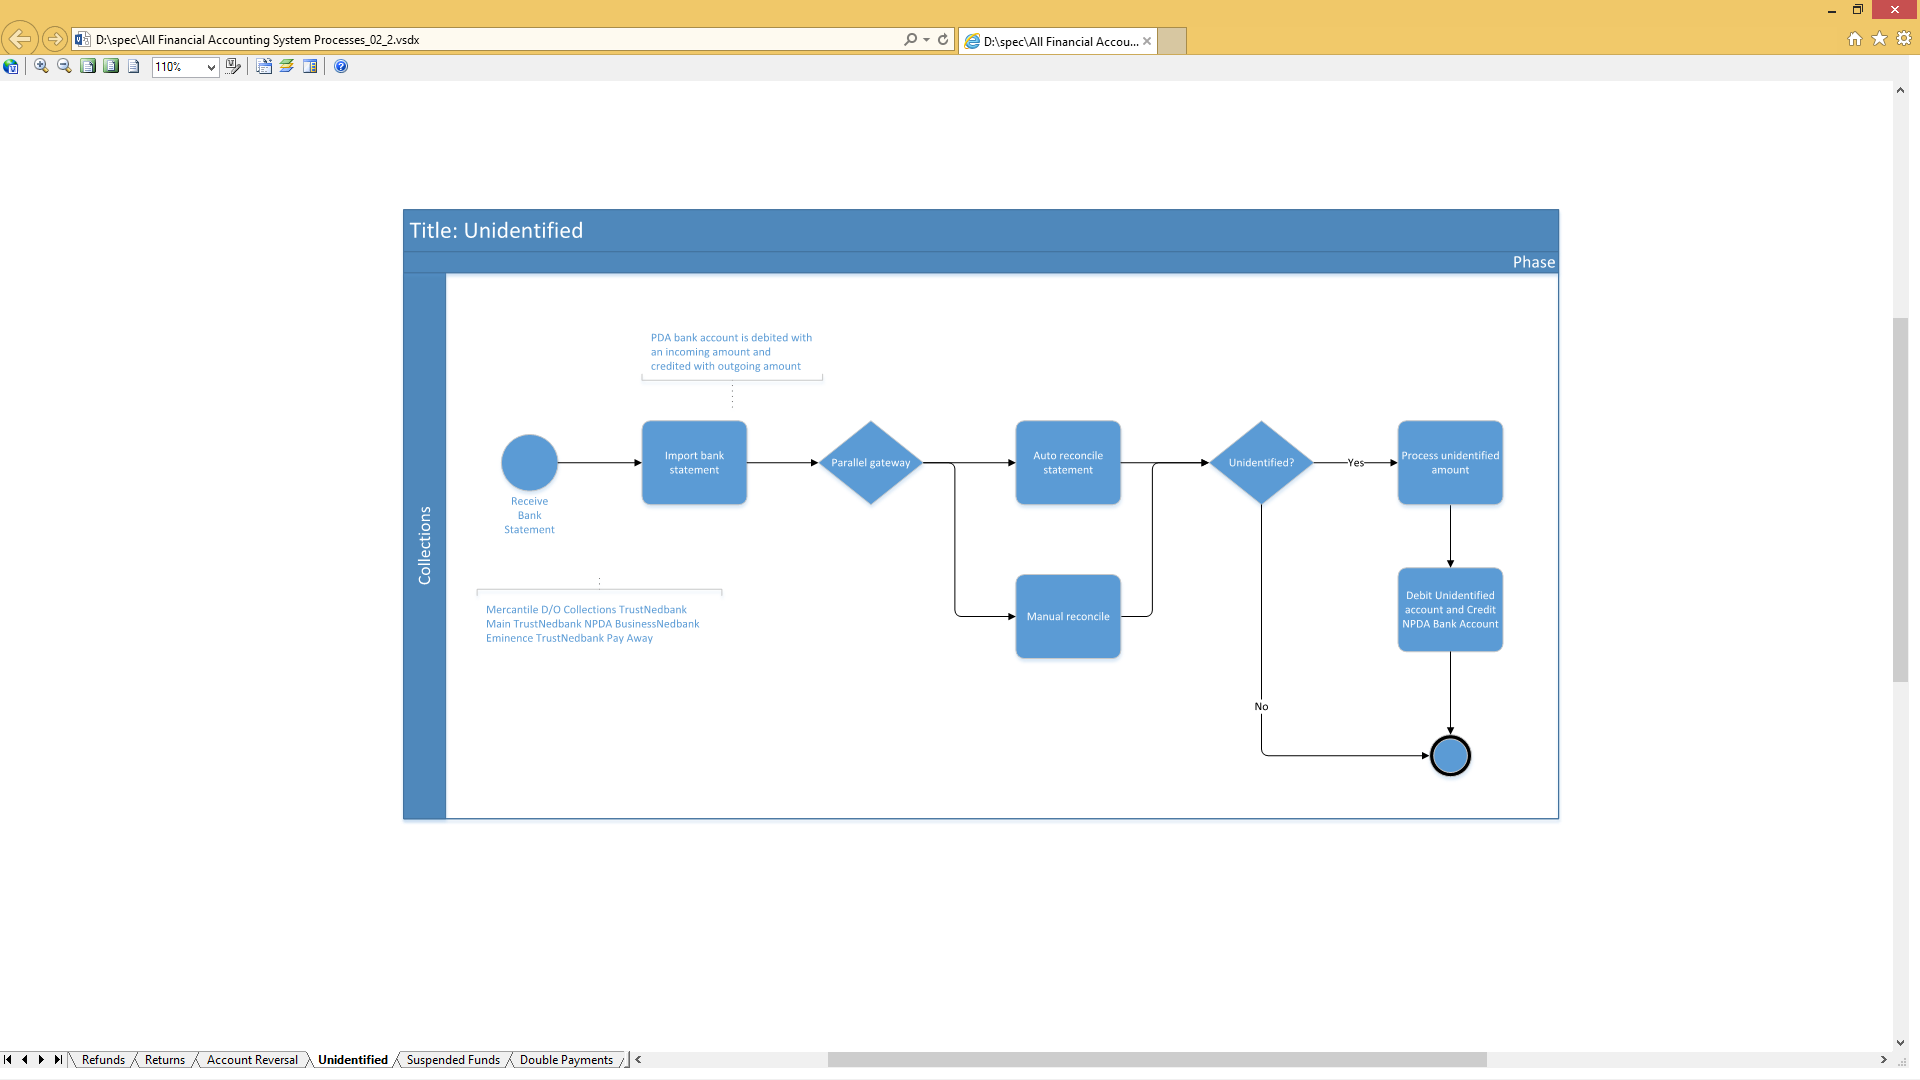 D:\spec\All Financial Accounting System Processes_02_2.vsdx
D:\spec\All Financial Accou...
110%
Title: Unidentified
Phase
Collections
PDA bank account is debited with
an incoming amount and
credited with outgoing amount
Receive
Bank
Statement
Import bank
statement
Parallel gateway
Auto reconcile
statement
Manual reconcile
Unidentified?
Yes
No
Process unidentified
amount
Debit Unidentified
account and Credit
NPDA Bank Account
Mercantile D/O Collections TrustNedbank
Main TrustNedbank NPDA BusinessNedbank
Eminence TrustNedbank Pay Away
Refunds
Returns
Account Reversal
Unidentified
Suspended Funds
Double Payments